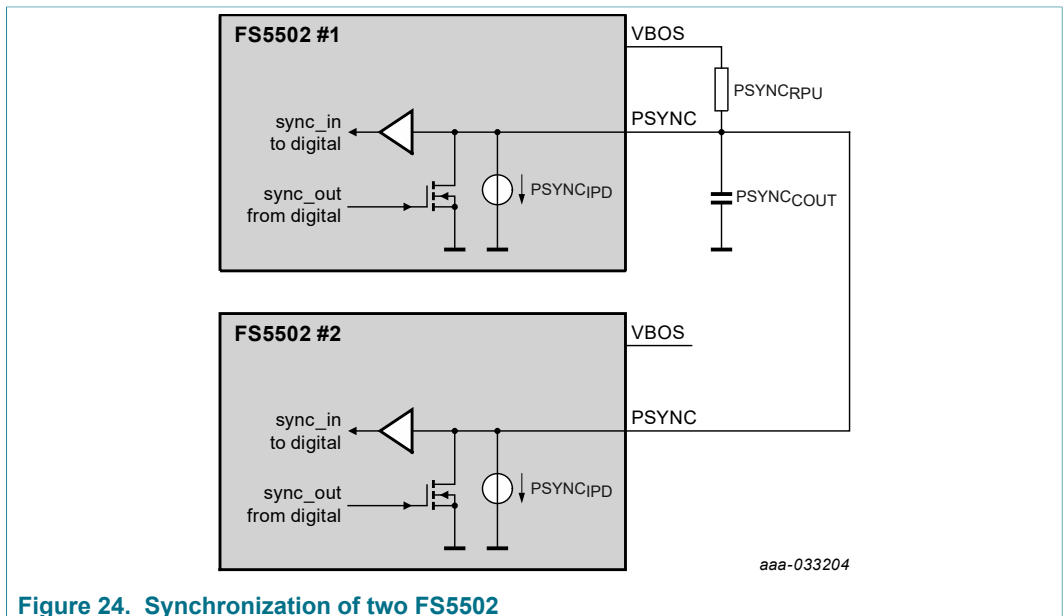 FS5502 #1
VBOS
PSYNCRPU
PSYNC
sync_in
to digital
PSYNCIPD
PSYNCCOUT
sync_out
from digital
FS5502 #2
VBOS
PSYNC
sync_in
to digital
PSYNCIPD
sync_out
from digital
aaa-033204
Figure 24. Synchronization of two FS5502